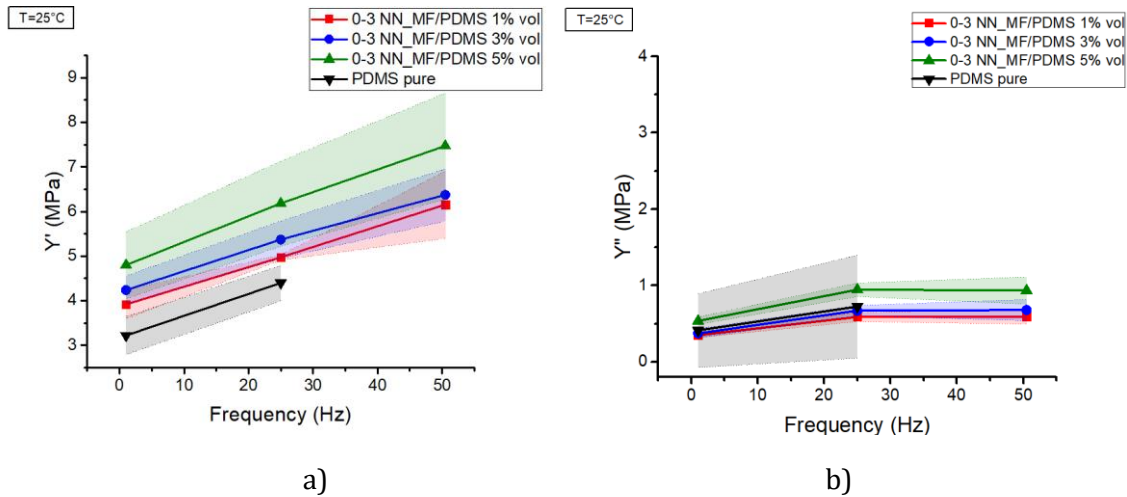 T=25°C
0-3 NN_MF/PDMS 1% vol
0-3 NN_MF/PDMS 3% vol
0-3 NN_MF/PDMS 5% vol
PDMS pure
9
8
7
6
5
4
3
Y' (MPa)
0 10 20 30 40 50
Frequency (Hz)
a)
T=25°C
0-3 NN_MF/PDMS 1% vol
0-3 NN_MF/PDMS 3% vol
0-3 NN_MF/PDMS 5% vol
PDMS pure
4
3
2
1
0
Y" (MPa)
0 10 20 30 40 50
Frequency (Hz)
b)